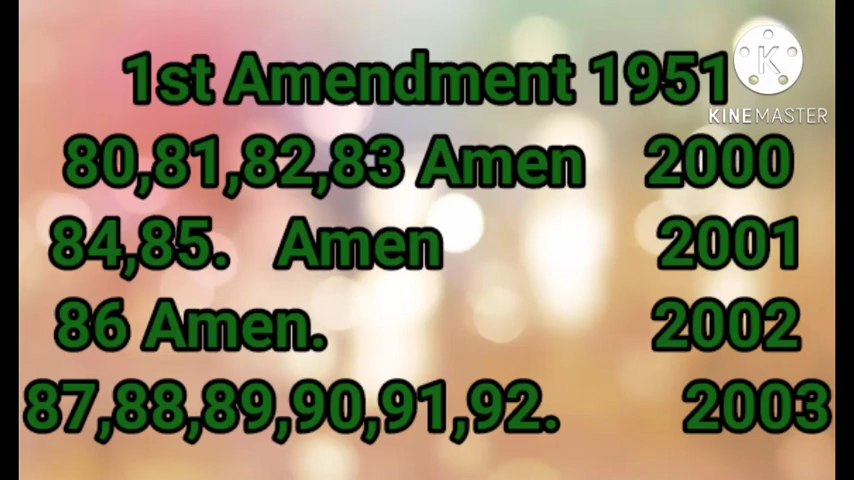 1st Amendment 1951
KINEMASTER
80,81,82,83 Amen 2000
84,85. Amen 2001
86 Amen. 2002
87,88,89,90,91,92. 2003